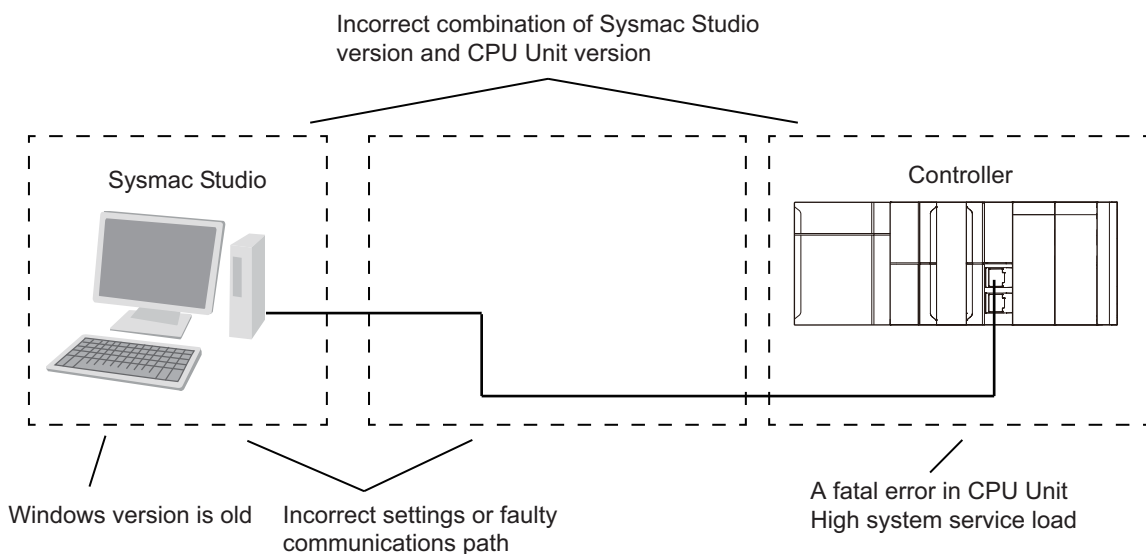 Incorrect combination of Sysmac Studio
version and CPU Unit version
Sysmac Studio
Controller
Windows version is old
Incorrect settings or faulty
communications path
A fatal error in CPU Unit
High system service load